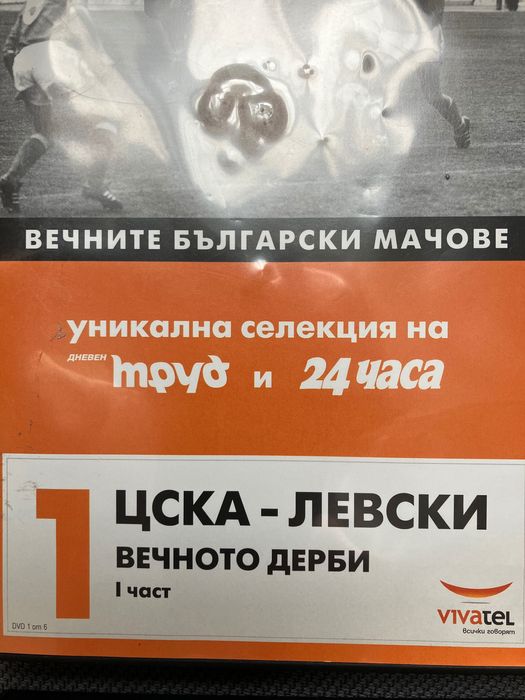 ВЕЧНИТЕ БЪЛГАРСКИ МАЧОВЕ
уникална селекция на
ДНЕВЕН труд и 24 часа
1
ЦСКА - ЛЕВСКИ
ВЕЧНОТО ДЕРБИ
I част
DVD 1 от 6
VIVATEL
Всички говорят